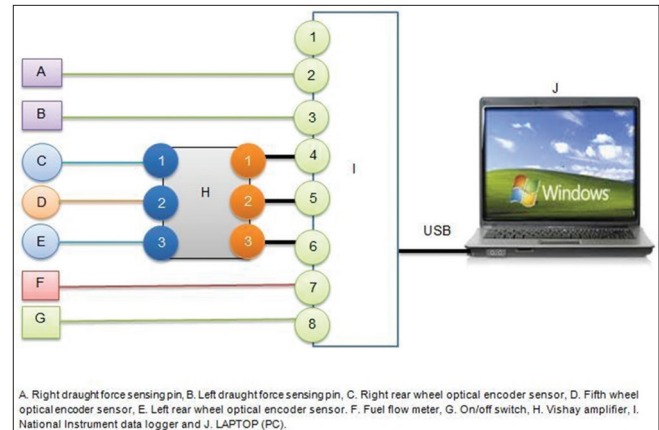 A
B
C
D
E
F
G
1
2
3
H
1
2
3
1
2
3
4
5
6
7
8
I
USB
J
Windows
A. Right draught force sensing pin, B. Left draught force sensing pin, C. Right rear wheel optical encoder sensor, D. Fifth wheel
optical encoder sensor, E. Left rear wheel optical encoder sensor. F. Fuel flow meter, G. On/off switch, H. Vishay amplifier, I.
National Instrument data logger and J. LAPTOP (PC).